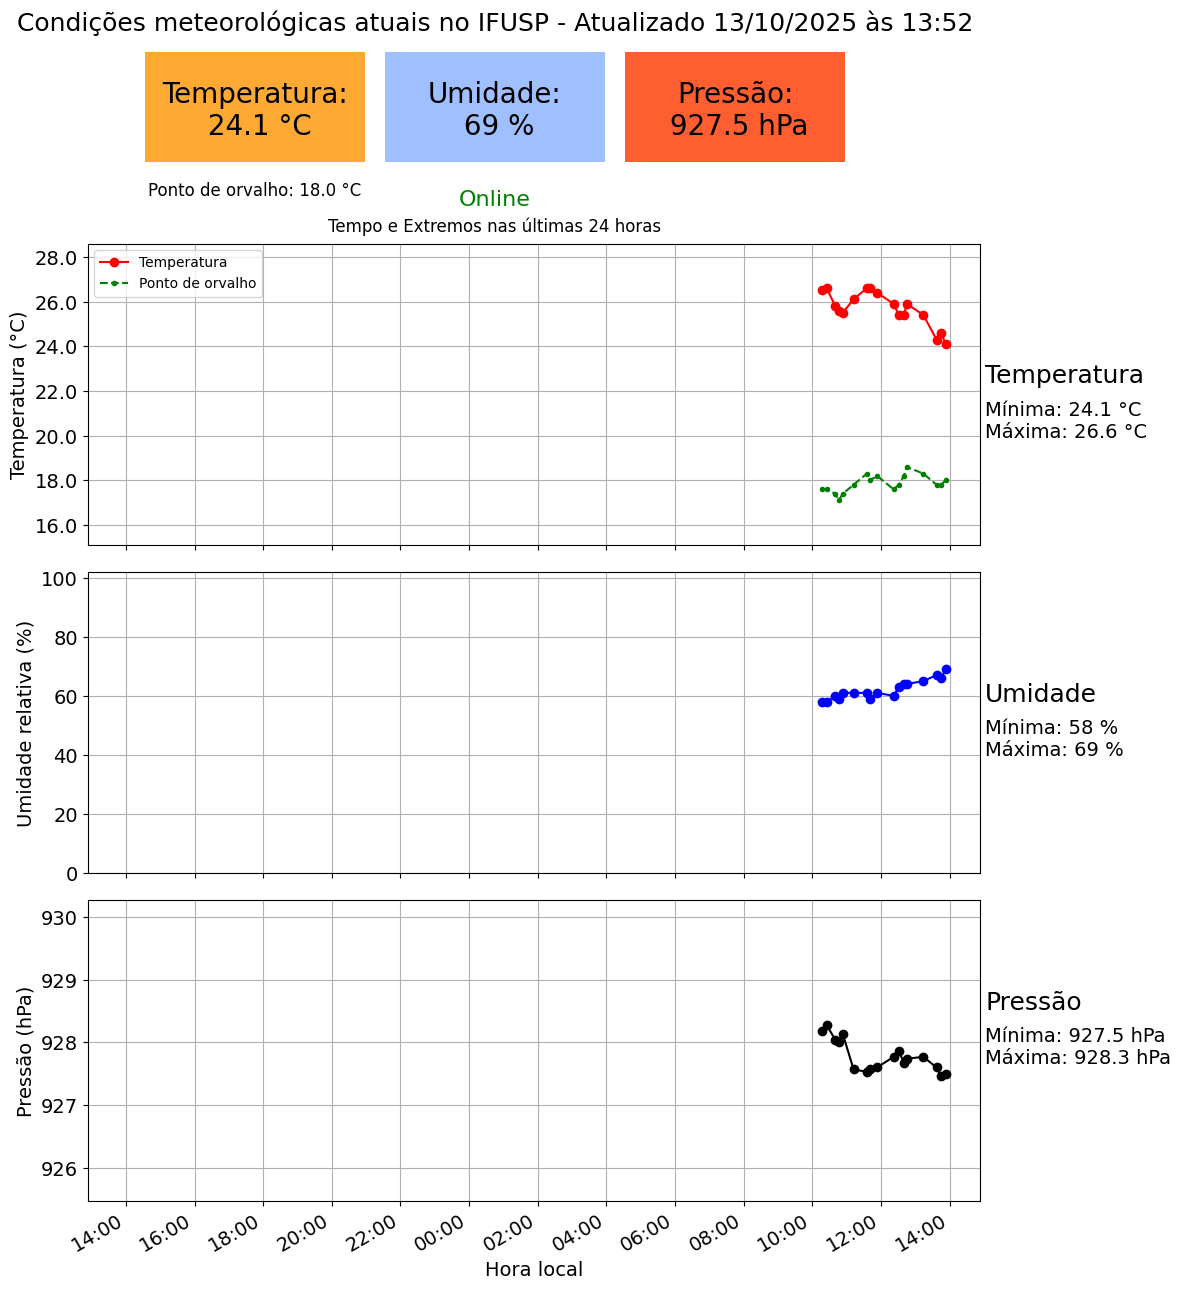 Condições meteorológicas atuais no IFUSP - Atualizado 13/10/2025 às 13:52
Temperatura:
24.1 °C
Umidade:
69 %
Pressão:
927.5 hPa
Ponto de orvalho: 18.0 °C
Online
Tempo e Extremos nas últimas 24 horas
Temperatura
Ponto de orvalho
Temperatura (°C)
28.0
26.0
24.0
22.0
20.0
18.0
16.0
Temperatura
Mínima: 24.1 °C
Máxima: 26.6 °C
Umidade relativa (%)
100
80
60
40
20
0
Umidade
Mínima: 58 %
Máxima: 69 %
Pressão (hPa)
930
929
928
927
926
Pressão
Mínima: 927.5 hPa
Máxima: 928.3 hPa
14:00 16:00 18:00 20:00 22:00 00:00 02:00 04:00 06:00 08:00 10:00 12:00 14:00
Hora local